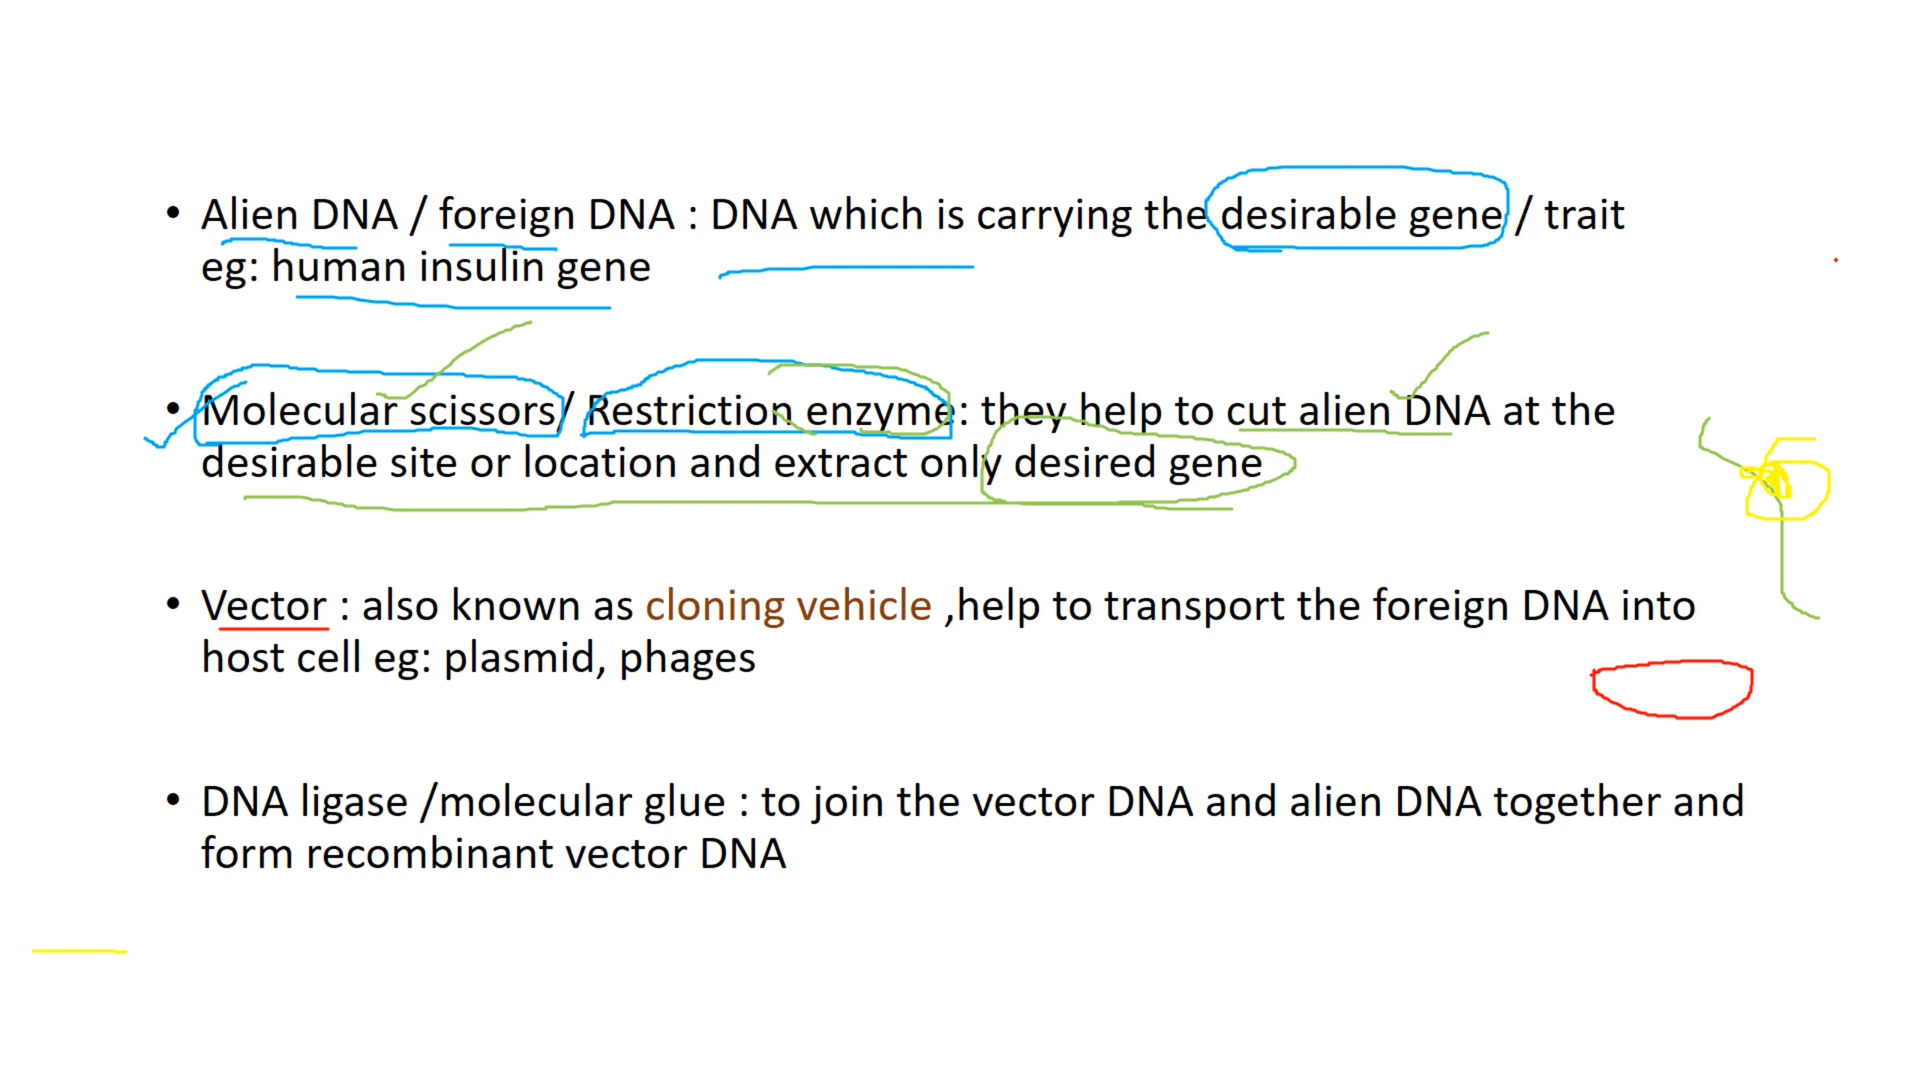 • Alien DNA / foreign DNA : DNA which is carrying the desirable gene / trait
eg: human insulin gene
• Molecular scissors/ Restriction enzyme: they help to cut alien DNA at the
desirable site or location and extract only desired gene
• Vector : also known as cloning vehicle ,help to transport the foreign DNA into
host cell eg: plasmid, phages
• DNA ligase /molecular glue : to join the vector DNA and alien DNA together and
form recombinant vector DNA